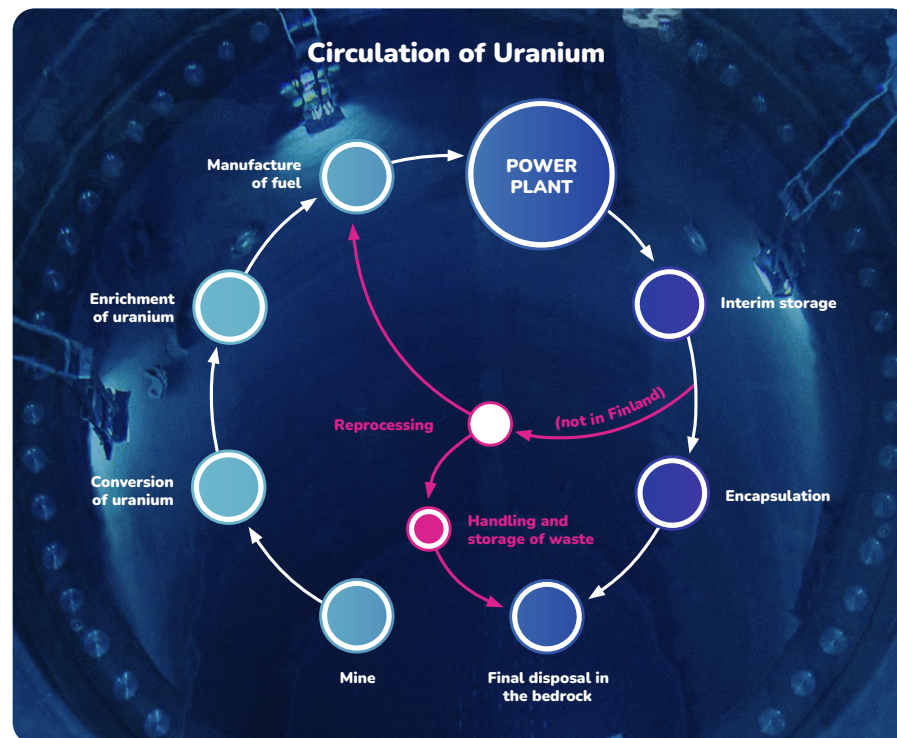 Circulation of Uranium
Manufacture
of fuel
POWER
PLANT
Enrichment
of uranium
Interim storage
(not in Finland)
Reprocessing
Conversion
of uranium
Encapsulation
Handling and
storage of waste
Mine
Final disposal in
the bedrock